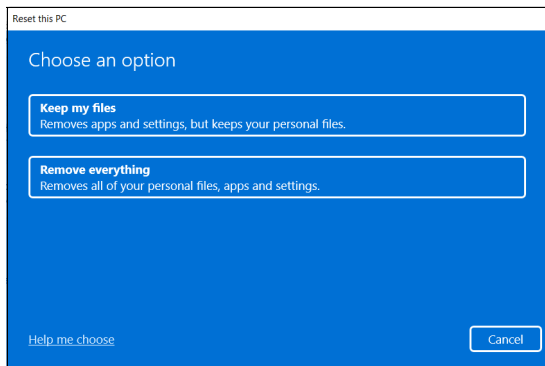 Reset this PC
Choose an option
Keep my files
Removes apps and settings, but keeps your personal files.
Remove everything
Removes all of your personal files, apps and settings.
Help me choose
Cancel